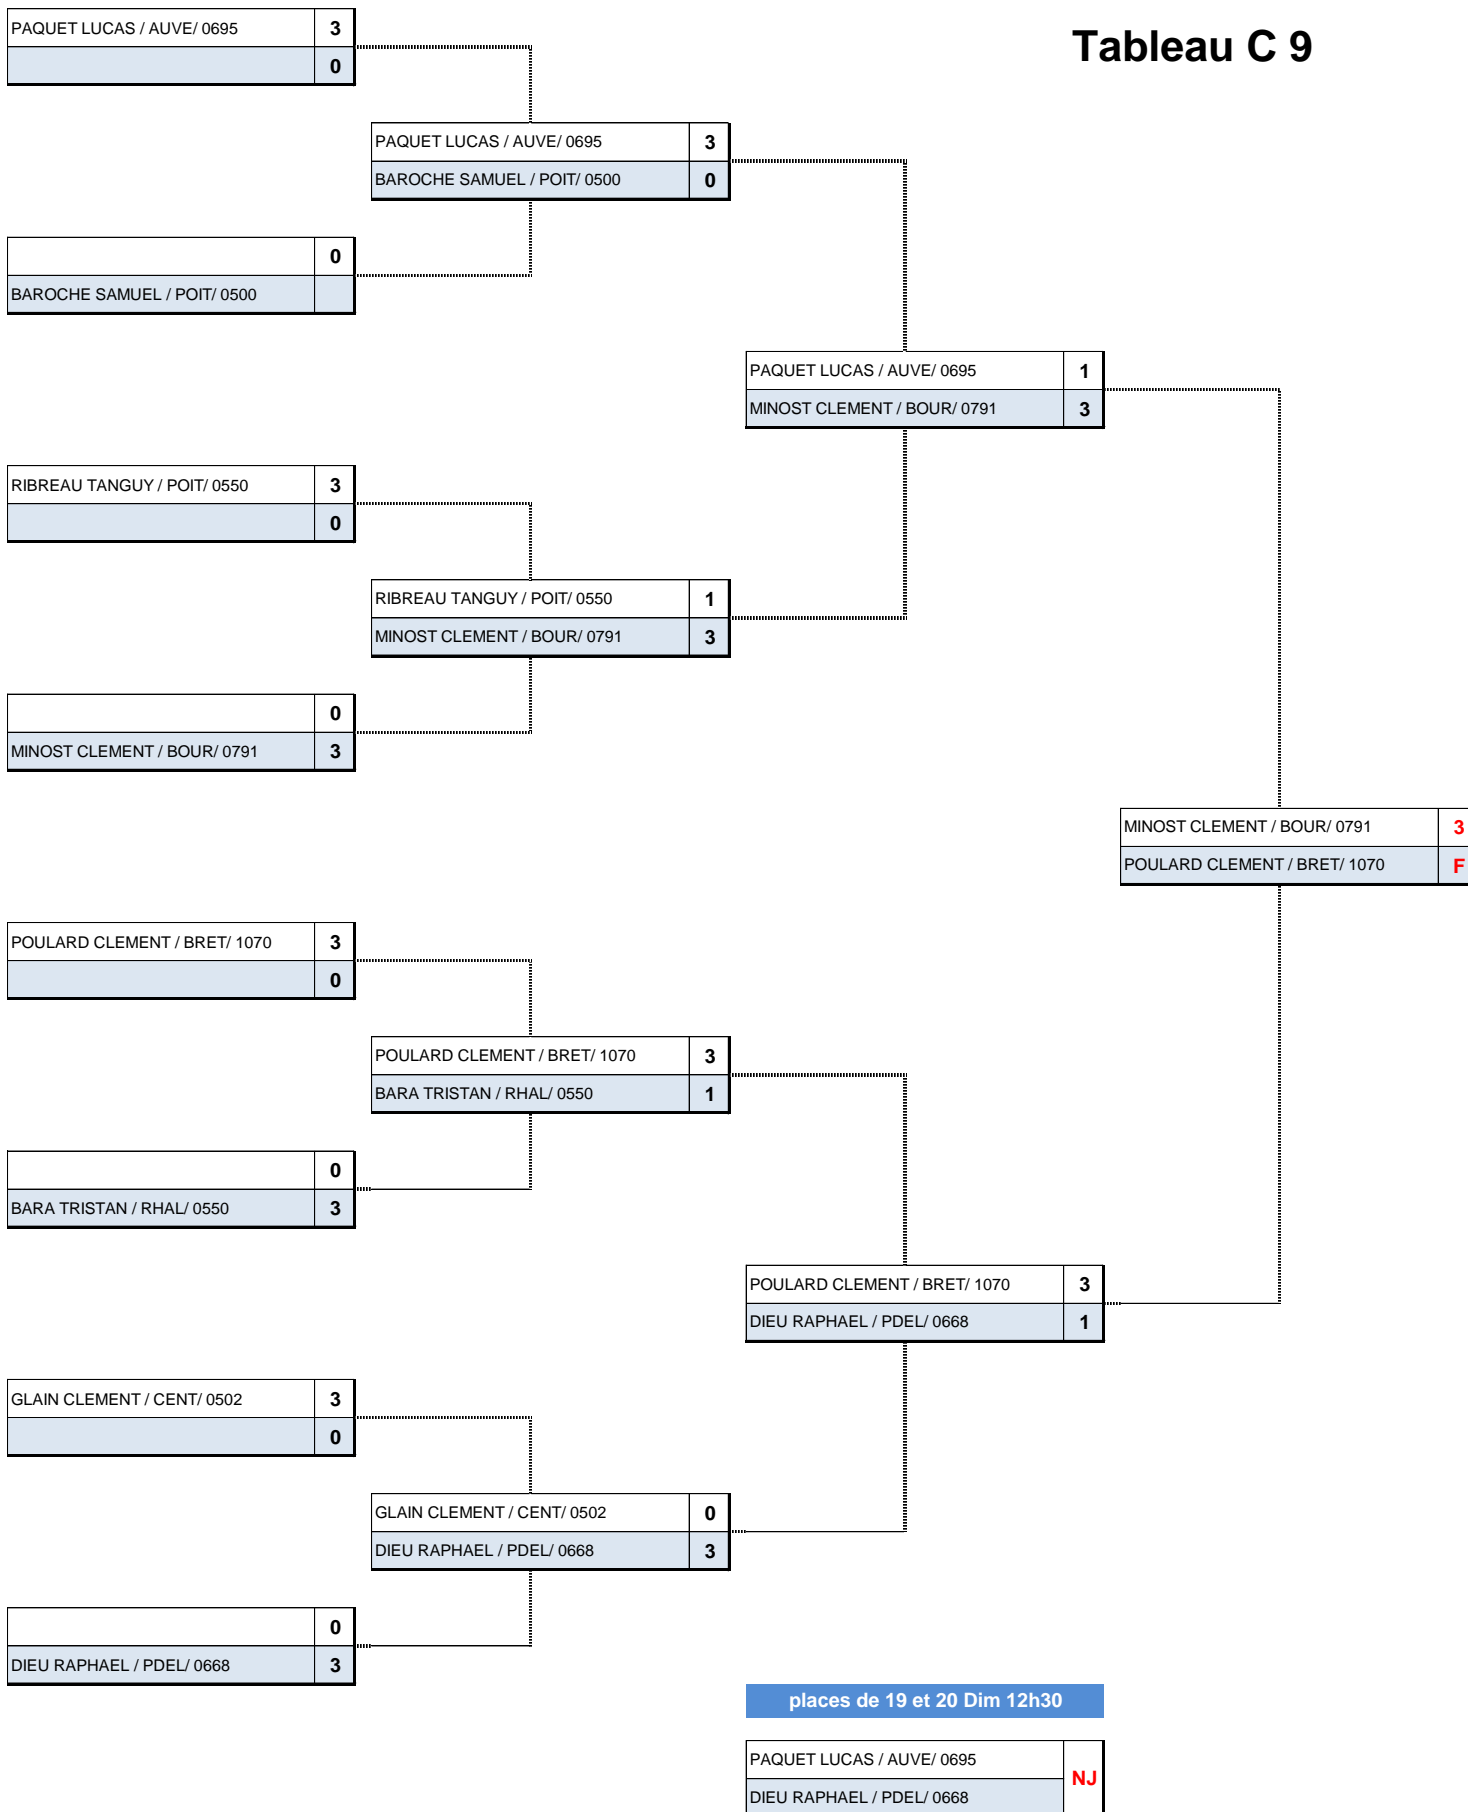 Tableau C 9
PAQUET LUCAS / AUVE/ 0695 3
0
PAQUET LUCAS / AUVE/ 0695 3
BAROCHE SAMUEL / POIT/ 0500 0
0
BAROCHE SAMUEL / POIT/ 0500
PAQUET LUCAS / AUVE/ 0695 1
MINOST CLEMENT / BOUR/ 0791 3
RIBREAU TANGUY / POIT/ 0550 3
0
RIBREAU TANGUY / POIT/ 0550 1
MINOST CLEMENT / BOUR/ 0791 3
0
MINOST CLEMENT / BOUR/ 0791 3
MINOST CLEMENT / BOUR/ 0791 3
POULARD CLEMENT / BRET/ 1070 F
POULARD CLEMENT / BRET/ 1070 3
0
POULARD CLEMENT / BRET/ 1070 3
BARA TRISTAN / RHAL/ 0550 1
0
BARA TRISTAN / RHAL/ 0550 3
POULARD CLEMENT / BRET/ 1070 3
DIEU RAPHAEL / PDEL/ 0668 1
GLAIN CLEMENT / CENT/ 0502 3
0
GLAIN CLEMENT / CENT/ 0502 0
DIEU RAPHAEL / PDEL/ 0668 3
0
DIEU RAPHAEL / PDEL/ 0668 3
places de 19 et 20 Dim 12h30
PAQUET LUCAS / AUVE/ 0695
NJ
DIEU RAPHAEL / PDEL/ 0668